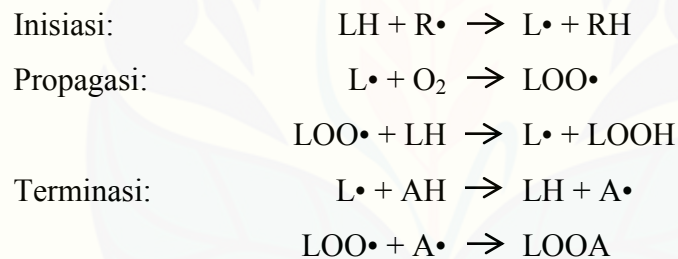 Inisiasi: LH + R• → L• + RH
Propagasi: L• + O₂ → LOO•
LOO• + LH → L• + LOOH
Terminasi: L• + AH → LH + A•
LOO• + A• → LOOA